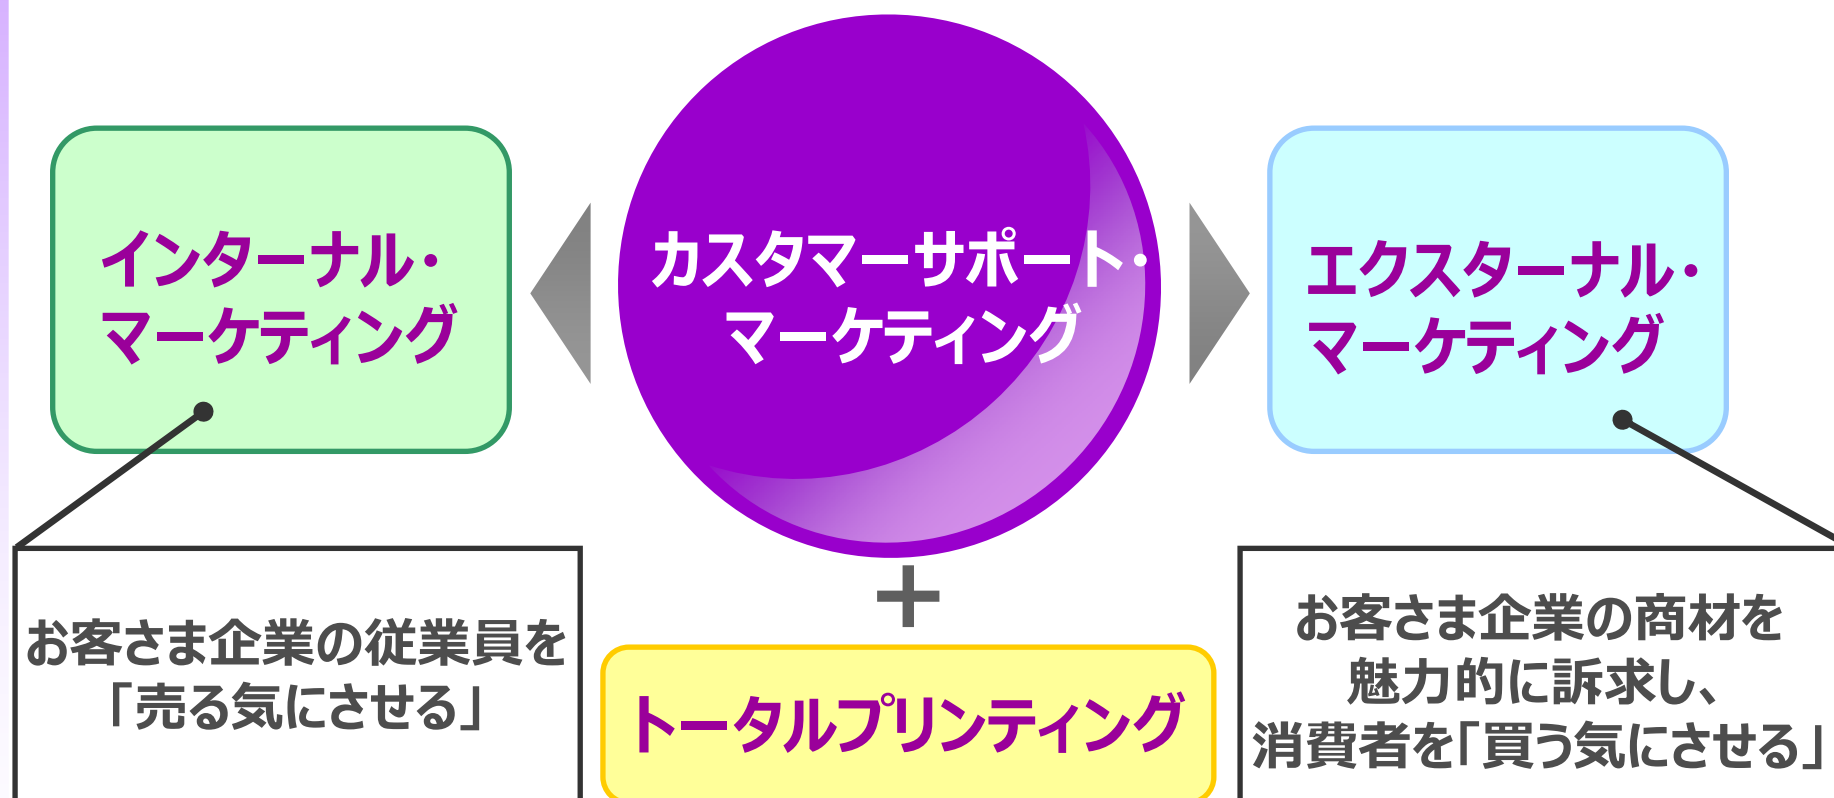 インターナル・
マーケティング
カスタマーサポート・
マーケティング
エクスターナル・
マーケティング
お客さま企業の従業員を
「売る気にさせる」
+
トータルプリンティング
お客さま企業の商材を
魅力的に訴求し、
消費者を「買う気にさせる」